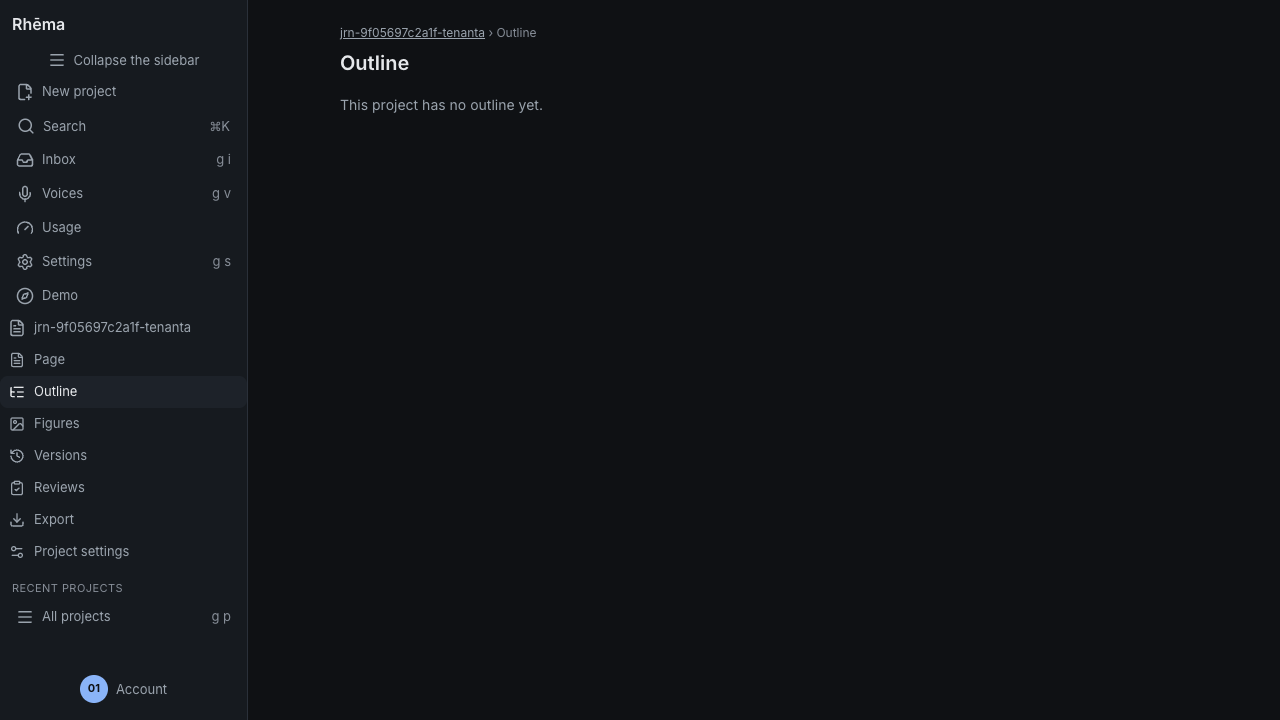 Rhēma
Collapse the sidebar
New project
Search ⌘K
Inbox g i
Voices g v
Usage
Settings g s
Demo
jrn-9f05697c2a1f-tenanta
Page
Outline
Figures
Versions
Reviews
Export
Project settings
RECENT PROJECTS
All projects g p
01 Account
jrn-9f05697c2a1f-tenanta › Outline
Outline
This project has no outline yet.